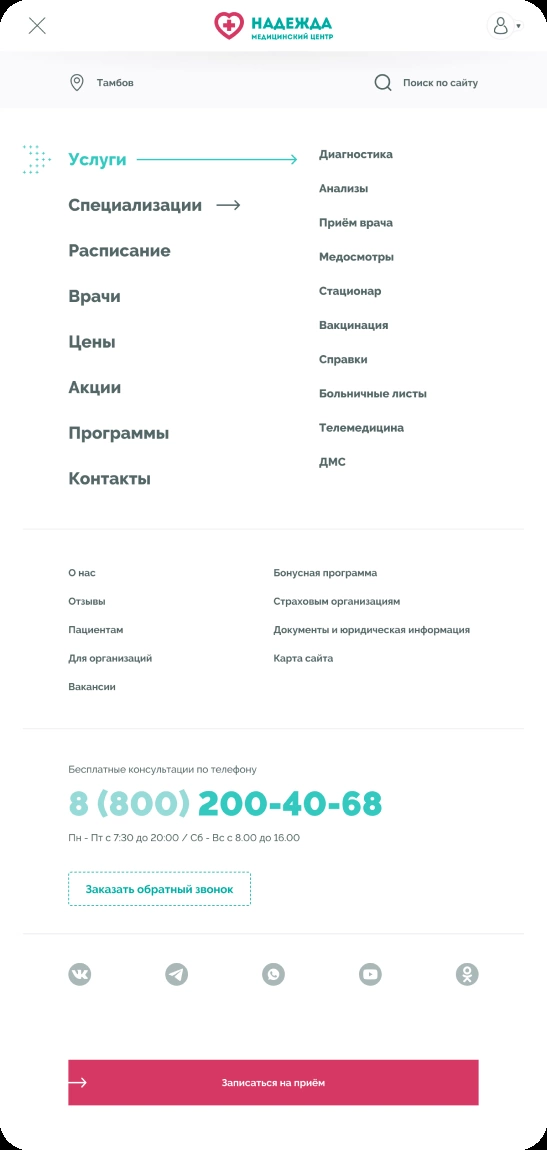 НАДЕЖДА
МЕДИЦИНСКИЙ ЦЕНТР
Тамбов
Поиск по сайту
Услуги
Специализации
Расписание
Врачи
Цены
Акции
Программы
Контакты
Диагностика
Анализы
Приём врача
Медосмотры
Стационар
Вакцинация
Справки
Больничные листы
Телемедицина
ДМС
О нас
Отзывы
Пациентам
Для организаций
Вакансии
Бонусная программа
Страховым организациям
Документы и юридическая информация
Карта сайта
Бесплатные консультации по телефону
8 (800) 200-40-68
Пн - Пт с 7:30 до 20:00 / Сб - Вс с 8.00 до 16.00
Заказать обратный звонок
Записаться на приём